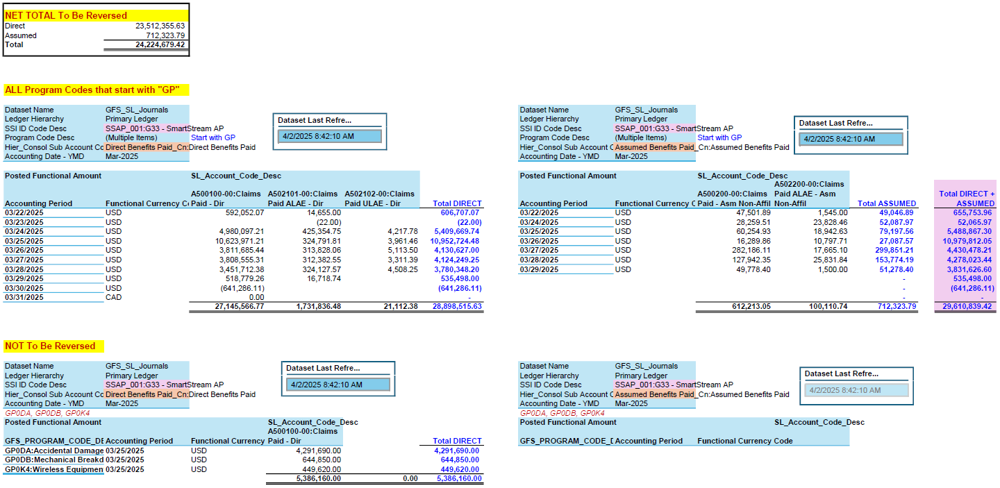 NET TOTAL To Be Reversed
Direct 23,512,355.63
Assumed 712,323.79
Total 24,224,679.42
ALL Program Codes that start with "GP"
Dataset Name GFS_SL_Journals
Ledger Hierarchy Primary Ledger
SSI ID Code Desc SSAP_001:G33 - SmartStream AP
Program Code Desc (Multiple Items) Start with GP
Hier_Consol Sub Account Co Direct Benefits Paid_Cn:Direct Benefits Paid
Accounting Date - YMD Mar-2025
Dataset Last Refre...
4/2/2025 8:42:10 AM
Posted Functional Amount SL_Account_Code_Desc
A500100-00:Claims A502101-00:Claims A502102-00:Claims
Accounting Period Functional Currency C Paid - Dir Paid ALAE - Dir Paid ULAE - Dir Total DIRECT
03/22/2025 USD 592,052.07 14,655.00 606,707.07
03/23/2025 USD (22.00) (22.00)
03/24/2025 USD 4,980,097.21 425,354.75 4,217.78 5,409,669.74
03/25/2025 USD 10,623,971.21 324,791.81 3,961.46 10,952,724.48
03/26/2025 USD 3,811,685.44 313,828.06 5,113.50 4,130,627.00
03/27/2025 USD 3,808,555.31 312,382.55 3,311.39 4,124,249.25
03/28/2025 USD 3,451,712.38 324,127.57 4,508.25 3,780,348.20
03/29/2025 USD 518,779.26 16,718.74 535,498.00
03/30/2025 USD (641,286.11) (641,286.11)
03/31/2025 CAD 0.00 -
27,145,566.77 1,731,836.48 21,112.38 28,898,515.63
Dataset Name GFS_SL_Journals
Ledger Hierarchy Primary Ledger
SSI ID Code Desc SSAP_001:G33 - SmartStream AP
Program Code Desc (Multiple Items) Start with GP
Hier_Consol Sub Account C Assumed Benefits Paid_Cn:Assumed Benefits Paid
Accounting Date - YMD Mar-2025
Dataset Last Refre...
4/2/2025 8:42:10 AM
Posted Functional Amount SL_Account_Code_Desc
A502200-00:Claims
A500200-00:Claims Paid ALAE - Asm Total DIRECT +
Accounting Period Functional Currency C Paid - Asm Non-Affil Non-Affil Total ASSUMED ASSUMED
03/22/2025 USD 47,501.89 1,545.00 49,046.89 655,753.96
03/24/2025 USD 28,259.51 23,828.46 52,087.97 52,065.97
03/25/2025 USD 60,254.93 18,942.63 79,197.56 5,488,867.30
03/26/2025 USD 16,289.86 10,797.71 27,087.57 10,979,812.05
03/27/2025 USD 282,186.11 17,665.10 299,851.21 4,430,478.21
03/28/2025 USD 127,942.35 25,831.84 153,774.19 4,278,023.44
03/29/2025 USD 49,778.40 1,500.00 51,278.40 3,831,626.60
- 535,498.00
- (641,286.11)
- -
612,213.05 100,110.74 712,323.79 29,610,839.42
NOT To Be Reversed
Dataset Name GFS_SL_Journals
Ledger Hierarchy Primary Ledger
SSI ID Code Desc SSAP_001:G33 - SmartStream AP
Hier_Consol Sub Account Co Direct Benefits Paid_Cn:Direct Benefits Paid
Accounting Date - YMD Mar-2025
GP0DA, GP0DB, GP0K4
Dataset Last Refre...
4/2/2025 8:42:10 AM
Posted Functional Amount SL_Account_Code_Desc
A500100-00:Claims
GFS_PROGRAM_CODE_DE Accounting Period Functional Currency Paid - Dir Total DIRECT
GP0DA:Accidental Damage 03/25/2025 USD 4,291,690.00 4,291,690.00
GP0DB:Mechanical Breakd 03/25/2025 USD 644,850.00 644,850.00
GP0K4:Wireless Equipmen 03/25/2025 USD 449,620.00 449,620.00
5,386,160.00 0.00 5,386,160.00
Dataset Name GFS_SL_Journals
Ledger Hierarchy Primary Ledger
SSI ID Code Desc SSAP_001:G33 - SmartStream AP
Hier_Consol Sub Account C Assumed Benefits Paid_Cn:Assumed Benefits Paid
Accounting Date - YMD Mar-2025
GP0DA, GP0DB, GP0K4
Dataset Last Refre...
4/2/2025 8:42:10 AM
Posted Functional Amount SL_Account_Code_Desc
GFS_PROGRAM_CODE_D Accounting Period Functional Currency Code